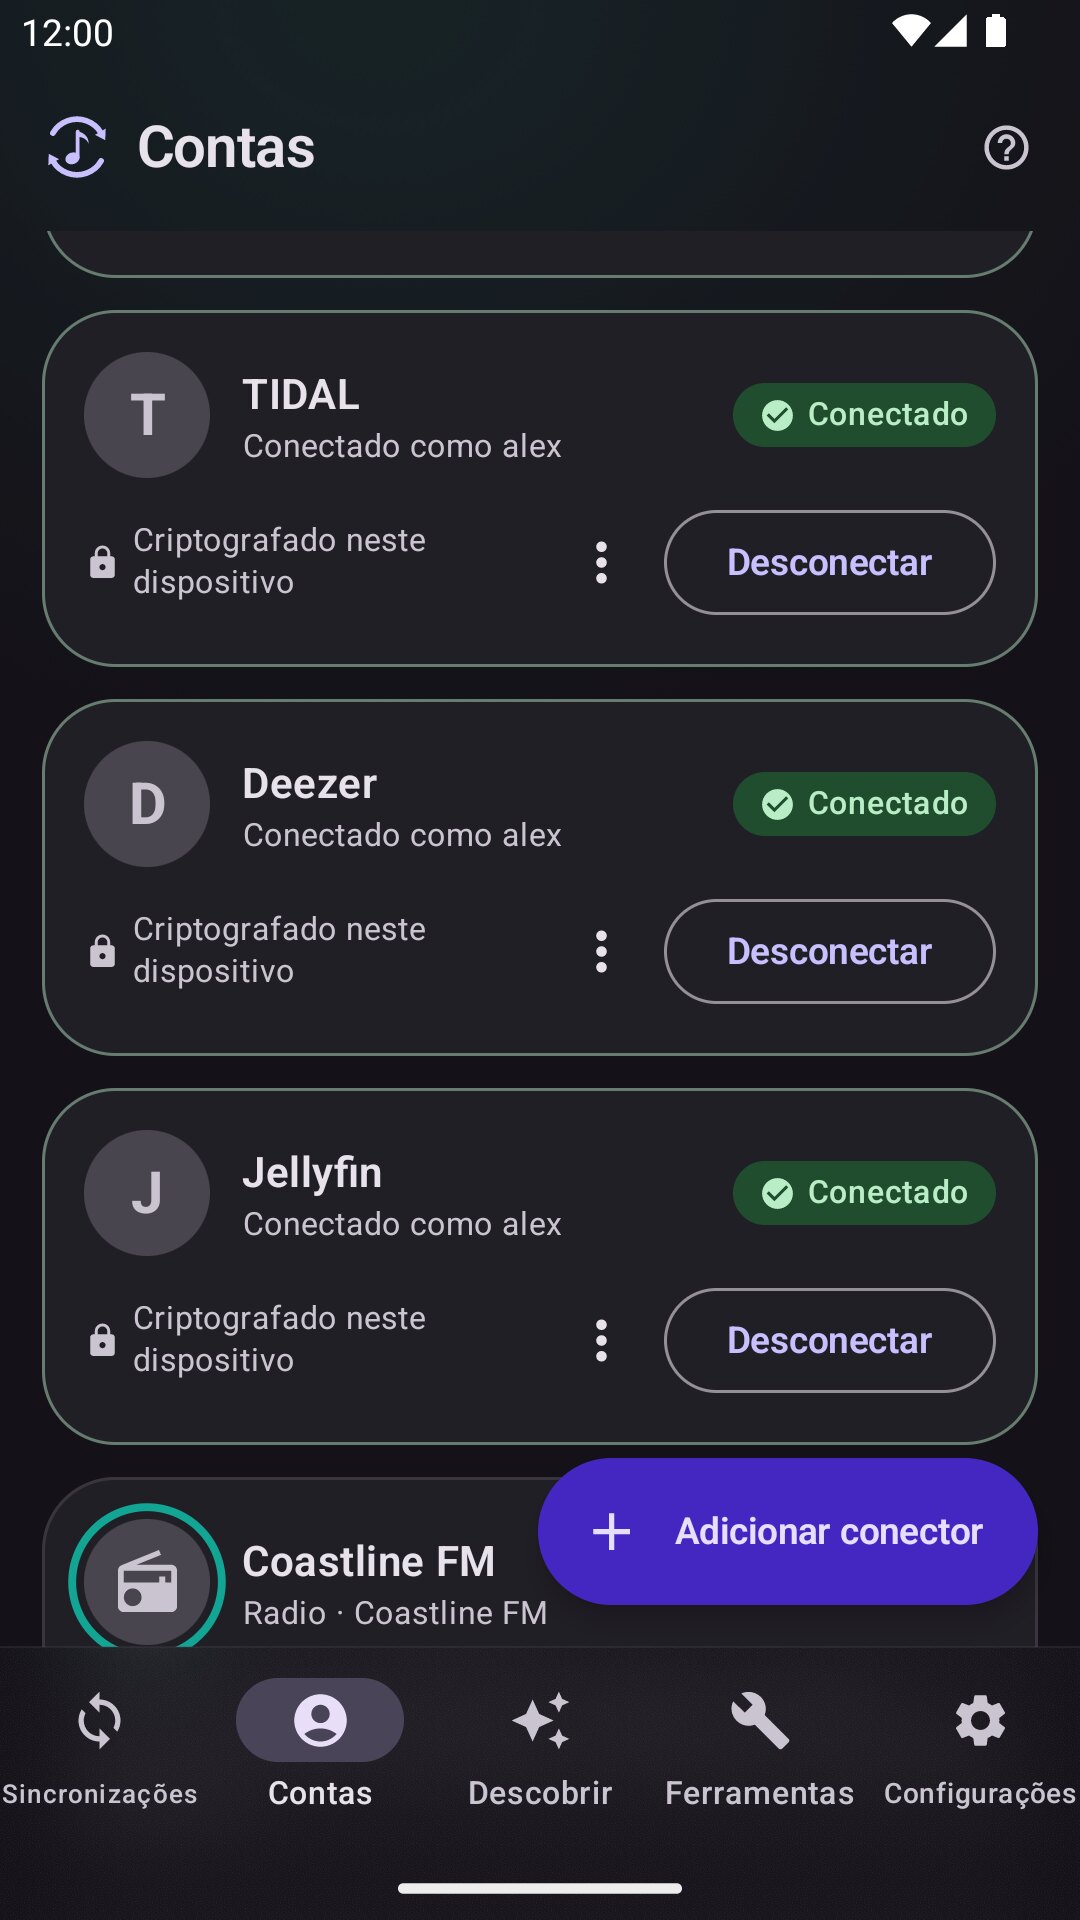 12:00
Contas
T
TIDAL
Conectado como alex
Conectado
Criptografado neste
dispositivo
Desconectar
D
Deezer
Conectado como alex
Conectado
Criptografado neste
dispositivo
Desconectar
J
Jellyfin
Conectado como alex
Conectado
Criptografado neste
dispositivo
Desconectar
Coastline FM
Radio · Coastline FM
Adicionar conector
Sincronizações
Contas
Descobrir
Ferramentas
Configurações